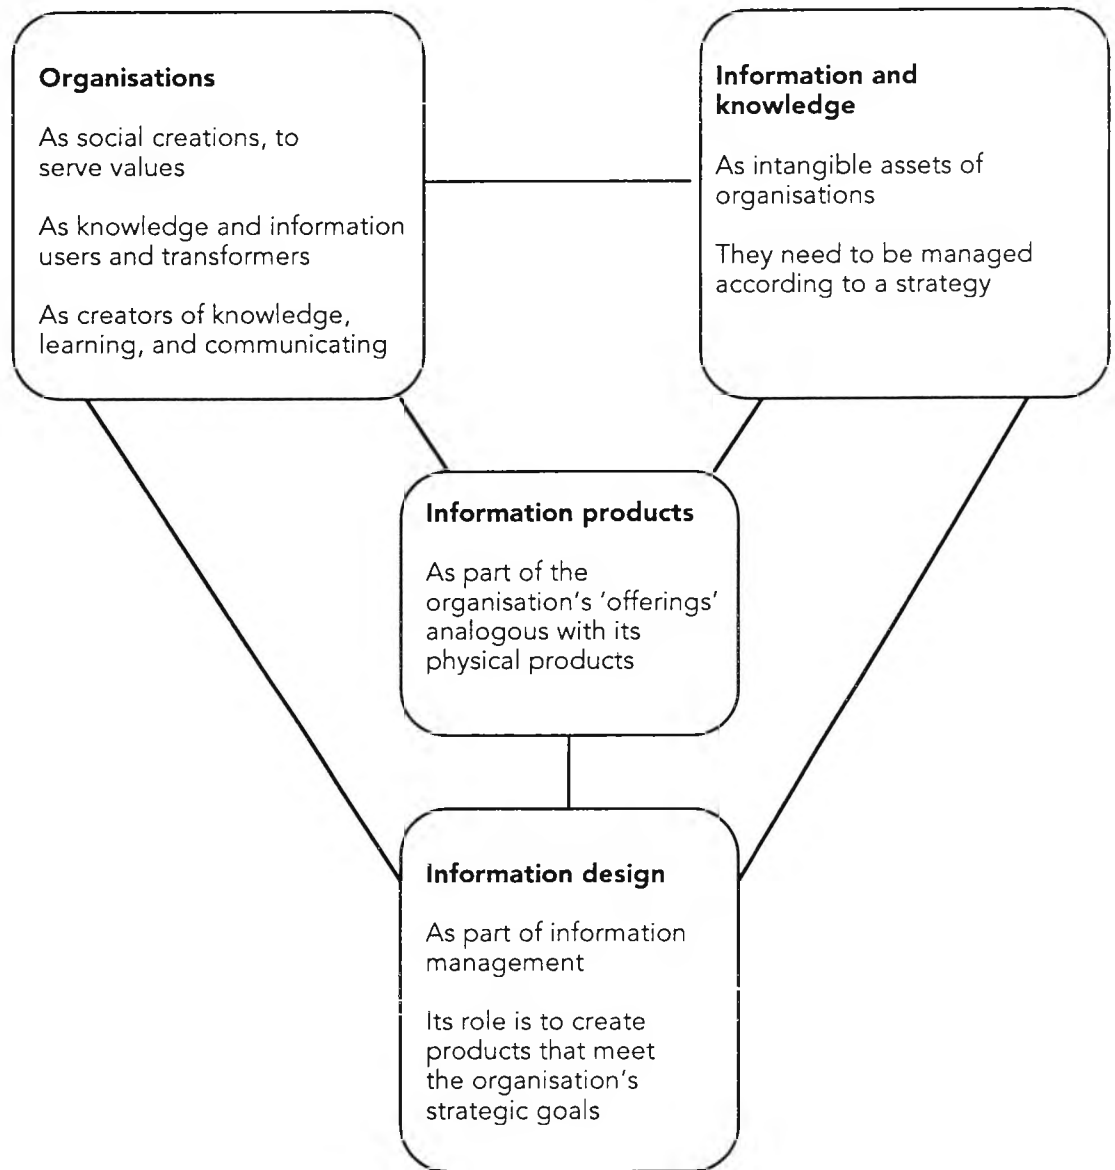 Organisations
As social creations, to
serve values
As knowledge and information
users and transformers
As creators of knowledge,
learning, and communicating
Information and
knowledge
As intangible assets of
organisations
They need to be managed
according to a strategy
Information products
As part of the
organisation's 'offerings'
analogous with its
physical products
Information design
As part of information
management
Its role is to create
products that meet
the organisation's
strategic goals